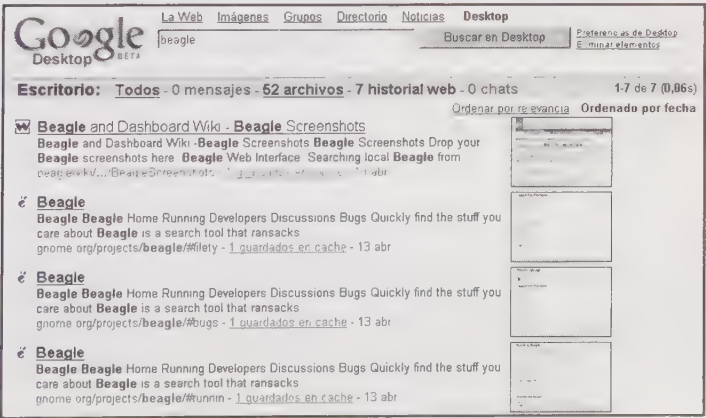 La Web Imágenes Grupos Directorio Noticias Desktop
Google
Desktop BETA
beagle
Buscar en Desktop
Preferencias de Desktop
Eliminar elementos
Escritorio: Todos - 0 mensajes - 52 archivos - 7 historial web - 0 chats 1-7 de 7 (0,06s)
Ordenar por relevancia Ordenado por fecha
Beagle and Dashboard Wiki - Beagle Screenshots
Beagle and Dashboard Wiki -Beagle Screenshots Beagle Screenshots Drop your
Beagle screenshots here Beagle Web Interface Searching local Beagle from
abr
Beagle
Beagle Beagle Home Running Developers Discussions Bugs Quickly find the stuff you
care about Beagle is a search tool that ransacks
gnome org/projects/beagle/#filety - 1 guardados en cache - 13 abr
Beagle
Beagle Beagle Home Running Developers Discussions Bugs Quickly find the stuff you
care about Beagle is a search tool that ransacks
gnome org/projects/beagle/#bugs - 1 guardados en cache - 13 abr
Beagle
Beagle Beagle Home Running Developers Discussions Bugs Quickly find the stuff you
care about Beagle is a search tool that ransacks
gnome org/projects/beagle/#runnin - 1 guardados en cache - 13 abr